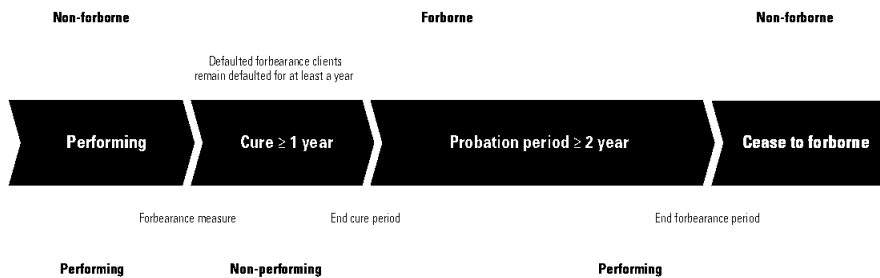 Non-forborne
Forborne
Non-forborne
Defaulted forbearance clients
remain defaulted for at least a year
Performing
Cure ≥ 1 year
Probation period ≥ 2 year
Cease to forborne
Forbearance measure
End cure period
End forbearance period
Performing
Non-performing
Performing